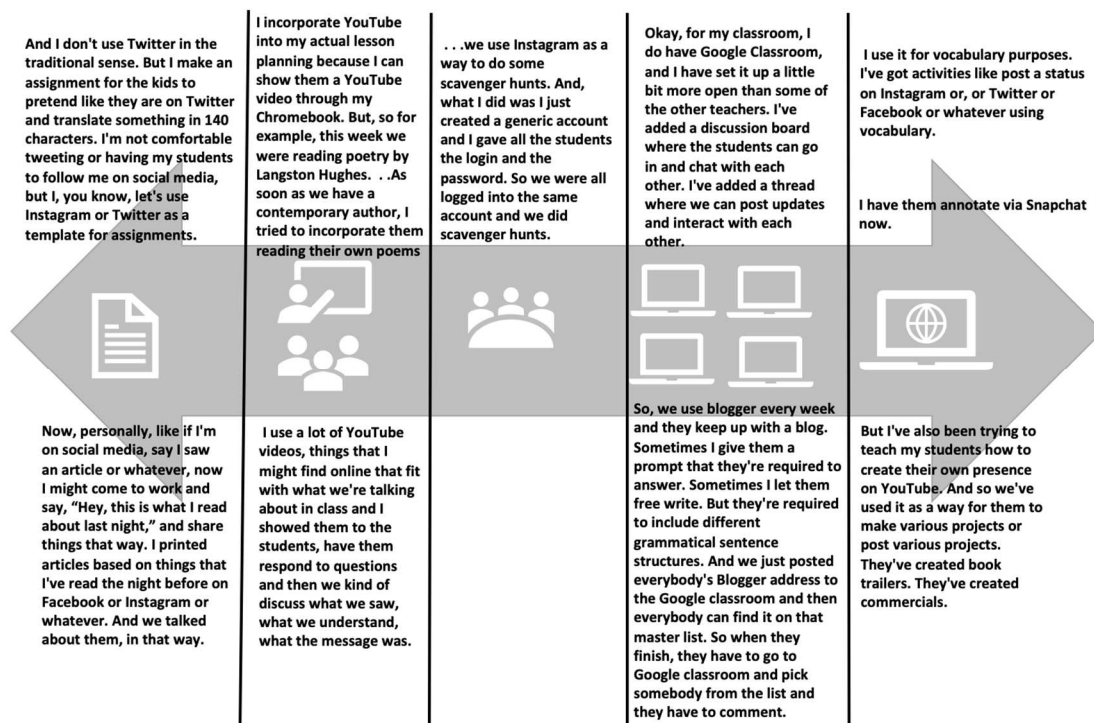 And I don't use Twitter in the
traditional sense. But I make an
assignment for the kids to
pretend like they are on Twitter
and translate something in 140
characters. I'm not comfortable
tweeting or having my students
to follow me on social media,
but I, you know, let's use
Instagram or Twitter as a
template for assignments.
Now, personally, like if I'm
on social media, say I saw
an article or whatever, now
I might come to work and
say, “Hey, this is what I read
about last night,” and share
things that way. I printed
articles based on things that
I've read the night before on
Facebook or Instagram or
whatever. And we talked
about them, in that way.
I incorporate YouTube
into my actual lesson
planning because I can
show them a YouTube
video through my
Chromebook. But, so for
example, this week we
were reading poetry by
Langston Hughes. . .As
soon as we have a
contemporary author, I
tried to incorporate them
reading their own poems
I use a lot of YouTube
videos, things that I
might find online that fit
with what we're talking
about in class and I
showed them to the
students, have them
respond to questions
and then we kind of
discuss what we saw,
what we understand,
what the message was.
. . .we use Instagram as a
way to do some
scavenger hunts. And,
what I did was I just
created a generic account
and I gave all the students
the login and the
password. So we were all
logged into the same
account and we did
scavenger hunts.
Okay, for my classroom, I
do have Google Classroom,
and I have set it up a little
bit more open than some of
the other teachers. I've
added a discussion board
where the students can go
in and chat with each
other. I've added a thread
where we can post updates
and interact with each
other.
So, we use blogger every week
and they keep up with a blog.
Sometimes I give them a
prompt that they're required to
answer. Sometimes I let them
free write. But they're required
to include different
grammatical sentence
structures. And we just posted
everybody's Blogger address to
the Google classroom and then
everybody can find it on that
master list. So when they
finish, they have to go to
Google classroom and pick
somebody from the list and
they have to comment.
I use it for vocabulary purposes.
I've got activities like post a status
on Instagram or, or Twitter or
Facebook or whatever using
vocabulary.
I have them annotate via Snapchat
now.
But I've also been trying to
teach my students how to
create their own presence
on YouTube. And so we've
used it as a way for them to
make various projects or
post various projects.
They've created book
trailers. They've created
commercials.